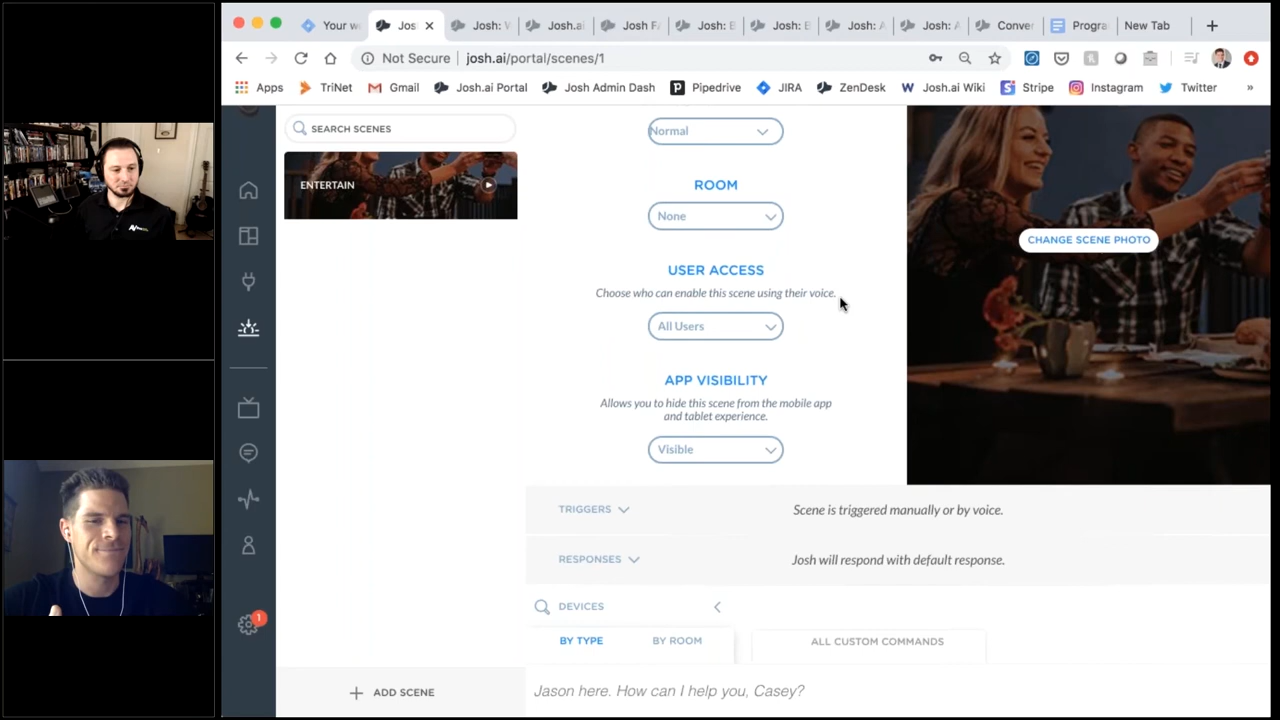 Your w
Jos
Josh: V
Josh.ai
Josh FA
Josh: E
Josh: E
Josh: A
Josh: A
Conver
Progra
New Tab
Not Secure
josh.ai/portal/scenes/1
Apps
TriNet
Gmail
Josh.ai Portal
Josh Admin Dash
Pipedrive
JIRA
ZenDesk
Josh.ai Wiki
Stripe
Instagram
Twitter
»
SEARCH SCENES
ENTERTAIN
Normal
ROOM
None
USER ACCESS
Choose who can enable this scene using their voice.
All Users
APP VISIBILITY
Allows you to hide this scene from the mobile app
and tablet experience.
Visible
CHANGE SCENE PHOTO
TRIGGERS
Scene is triggered manually or by voice.
RESPONSES
Josh will respond with default response.
DEVICES
BY TYPE
BY ROOM
ALL CUSTOM COMMANDS
1
ADD SCENE
Jason here. How can I help you, Casey?